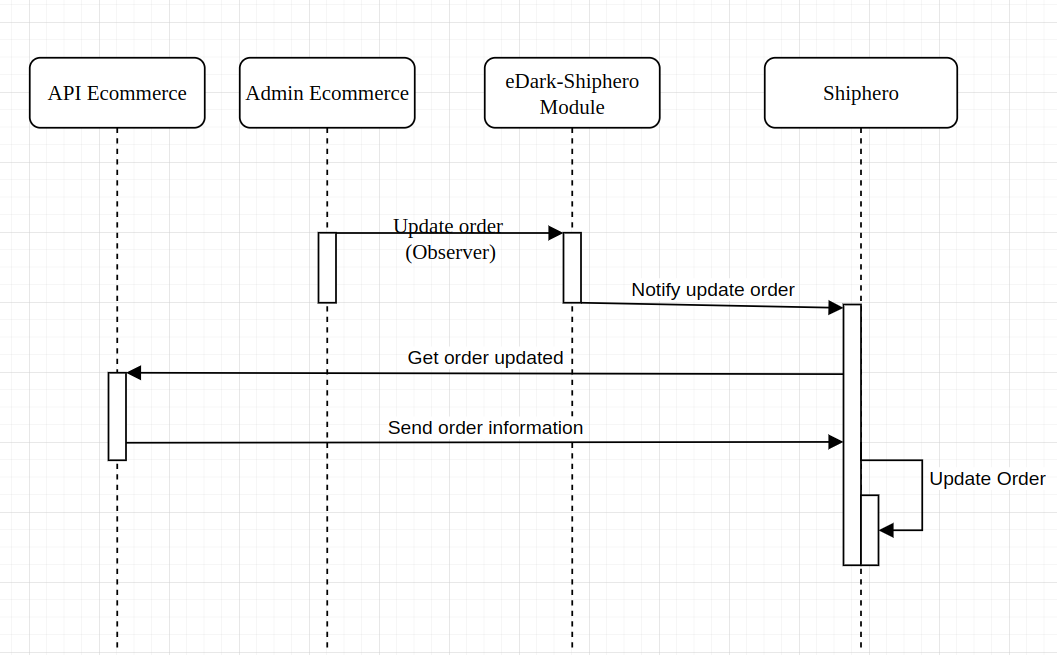 API Ecommerce
Admin Ecommerce
eDark-Shiphero
Module
Shiphero
Update order
(Observer)
Notify update order
Get order updated
Send order information
Update Order